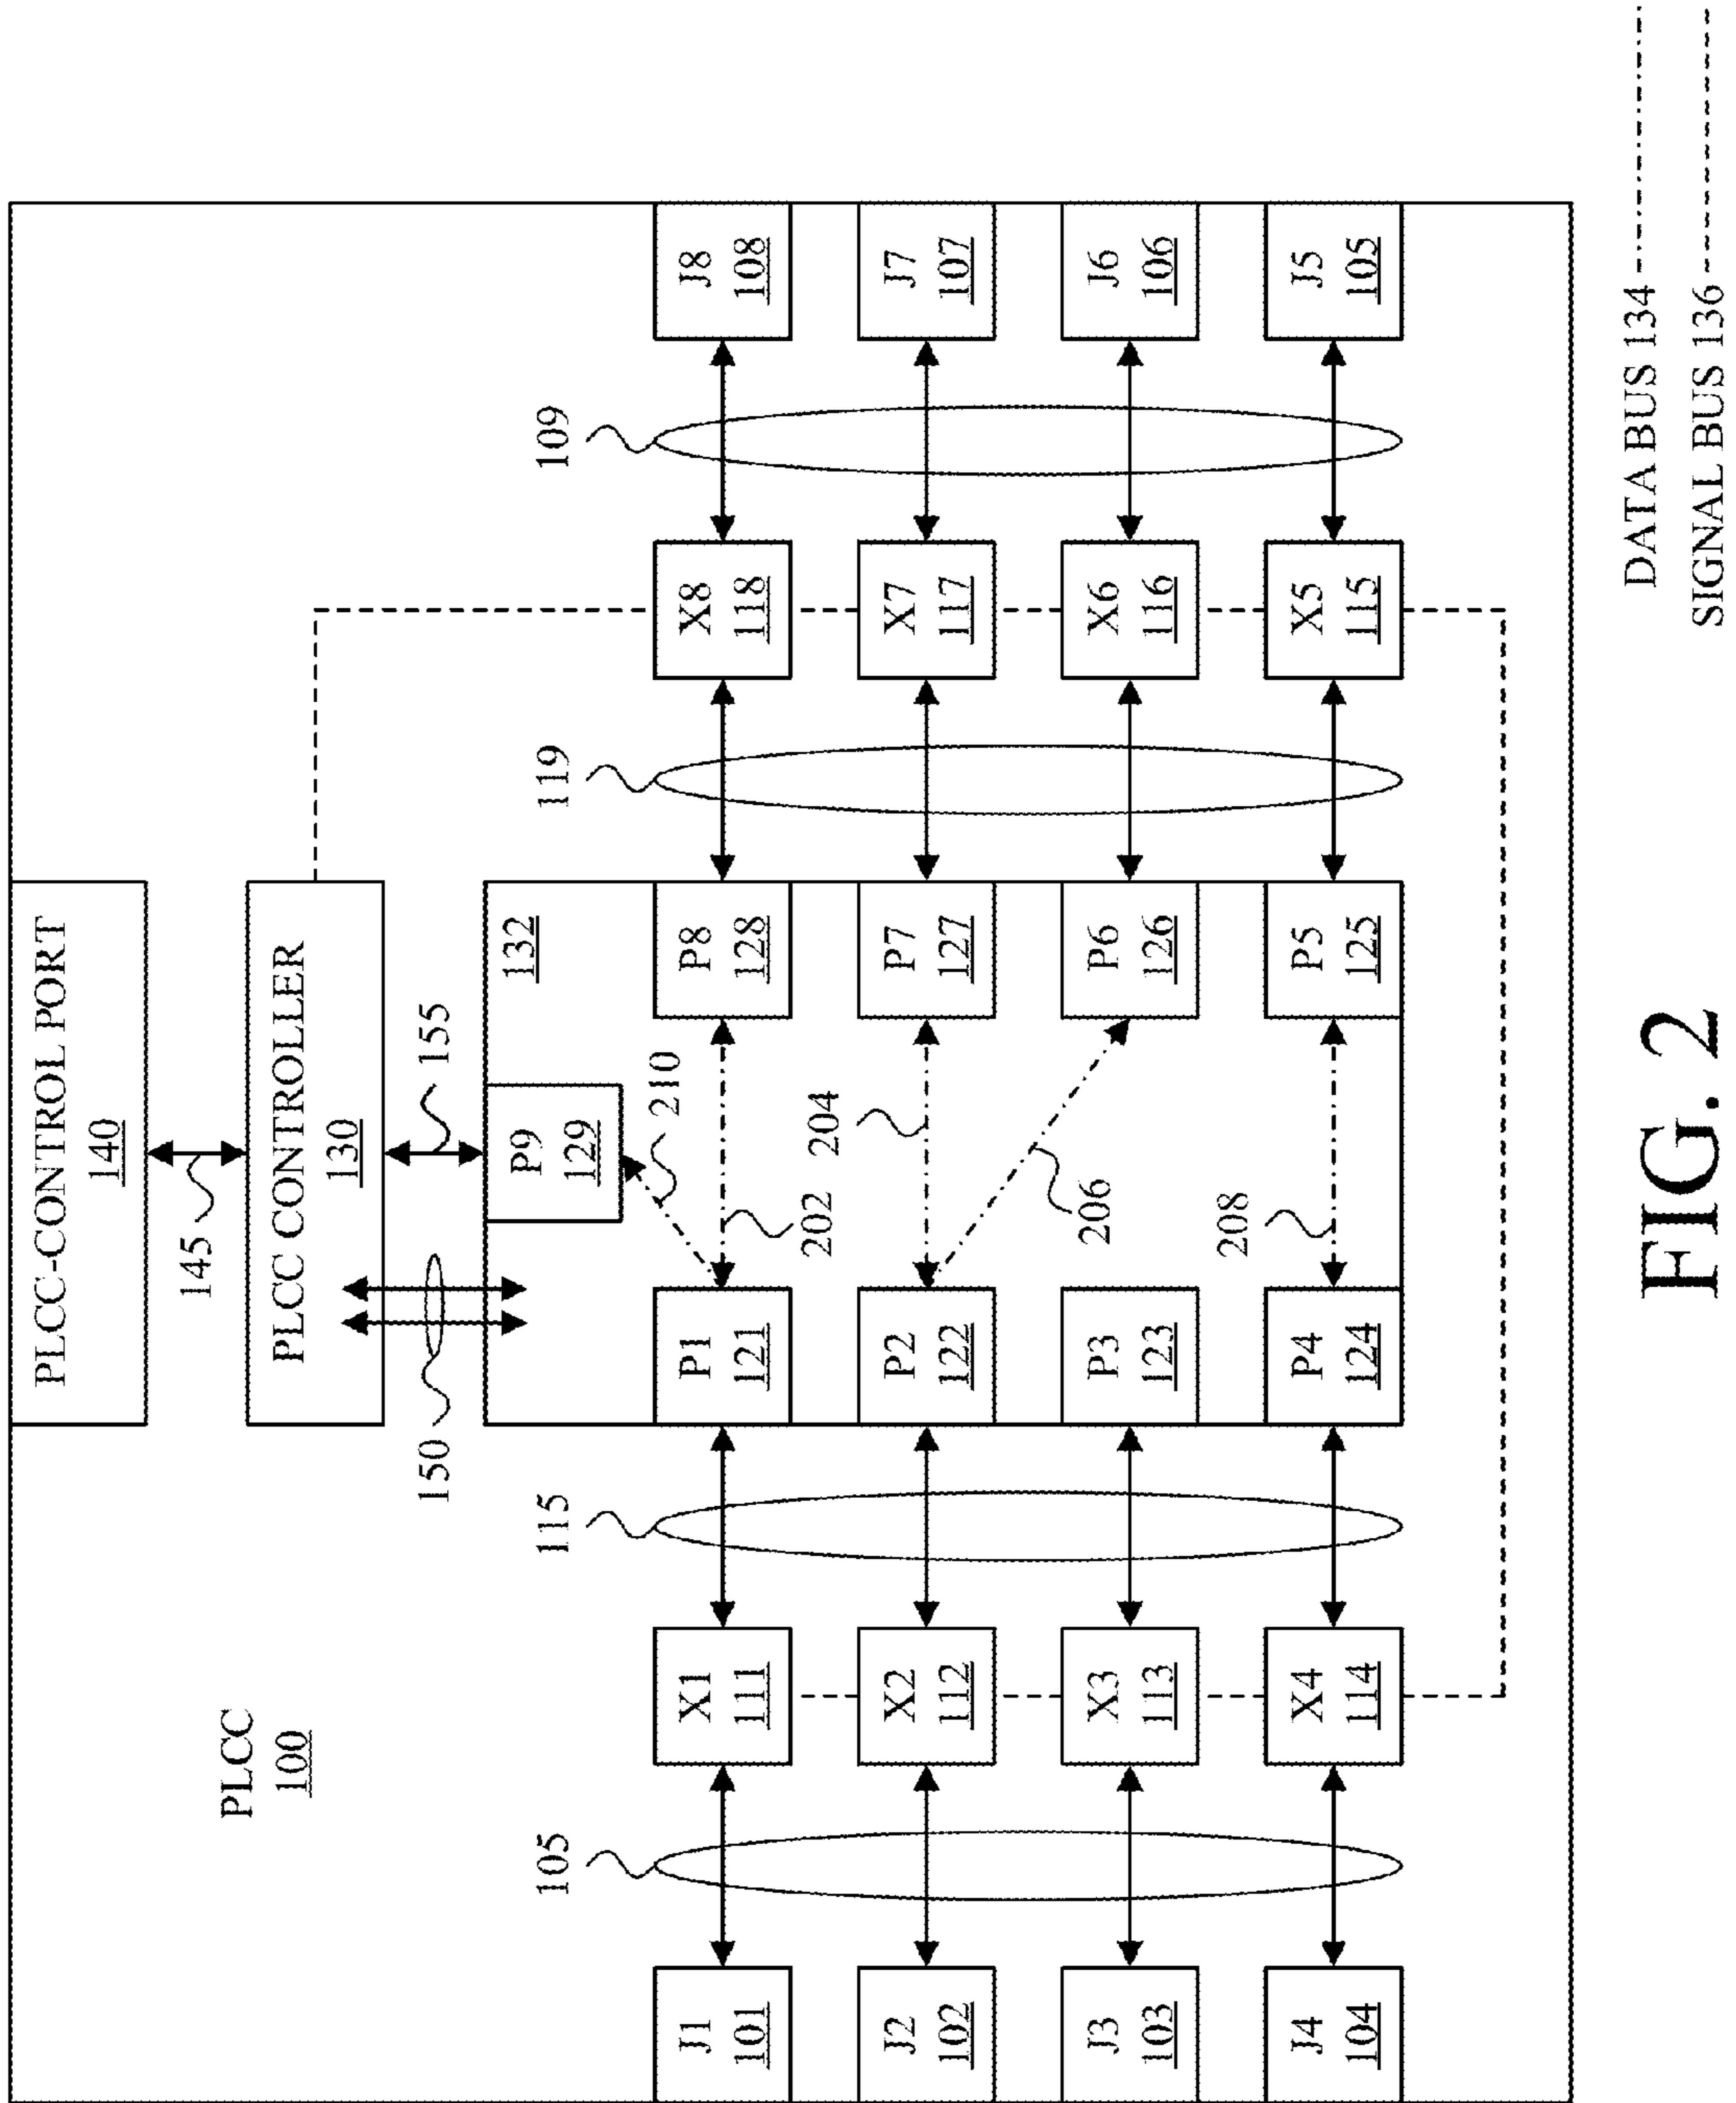 PLCC-CONTROL PORT
140
145
PLCC
100
PLCC CONTROLLER
130
150
155
P9
129
132
210
105
115
119
109
J1
101
X1
111
P1
121
202
P8
128
X8
118
J8
108
J2
102
X2
112
P2
122
204
P7
127
X7
117
J7
107
J3
103
X3
113
P3
123
206
P6
126
X6
116
J6
106
J4
104
X4
114
P4
124
208
P5
125
X5
115
J5
105
DATA BUS 134
SIGNAL BUS 136
FIG. 2